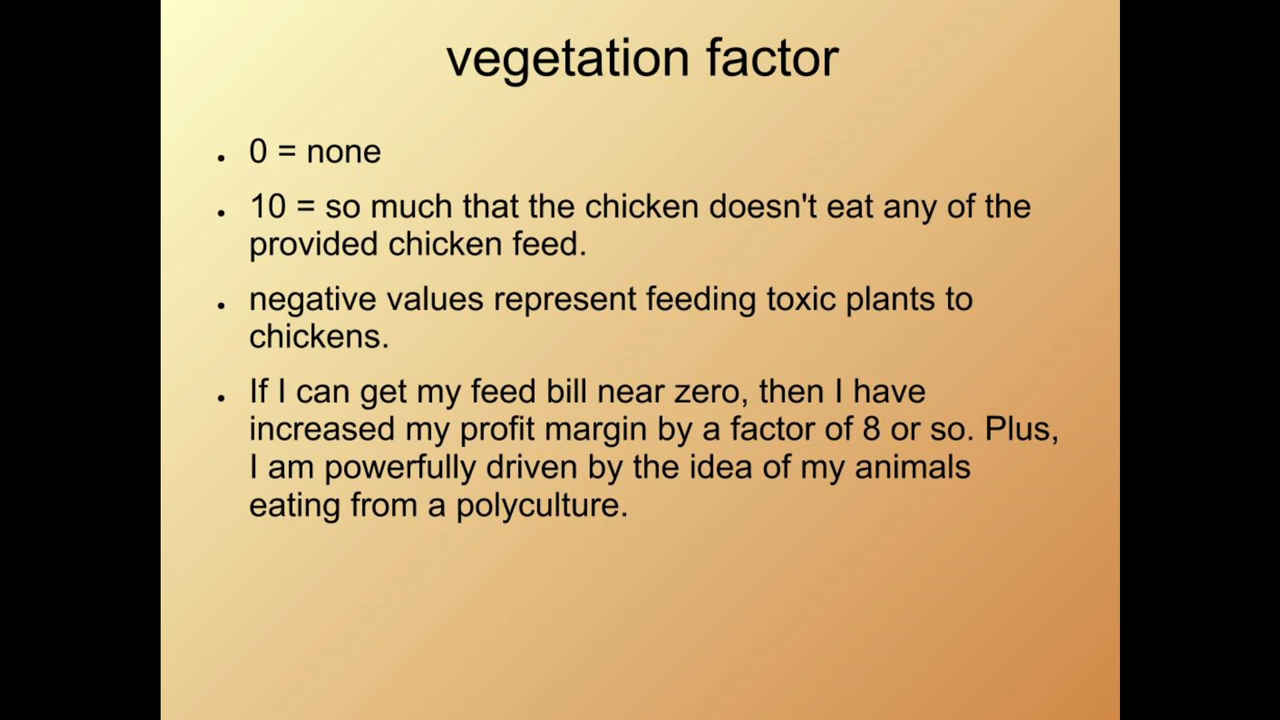 vegetation factor
• 0 = none
• 10 = so much that the chicken doesn't eat any of the
provided chicken feed.
• negative values represent feeding toxic plants to
chickens.
• If I can get my feed bill near zero, then I have
increased my profit margin by a factor of 8 or so. Plus,
I am powerfully driven by the idea of my animals
eating from a polyculture.